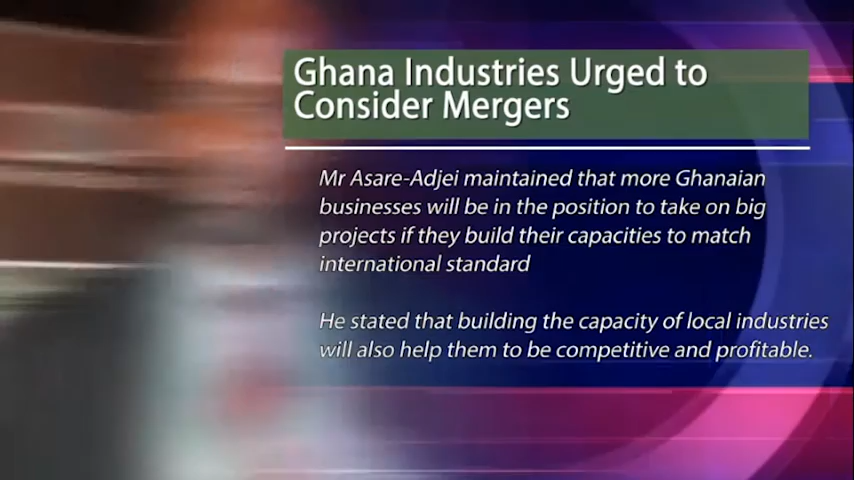 Ghana Industries Urged to
Consider Mergers
Mr Asare-Adjei maintained that more Ghanaian
businesses will be in the position to take on big
projects if they build their capacities to match
international standard
He stated that building the capacity of local industries
will also help them to be competitive and profitable.